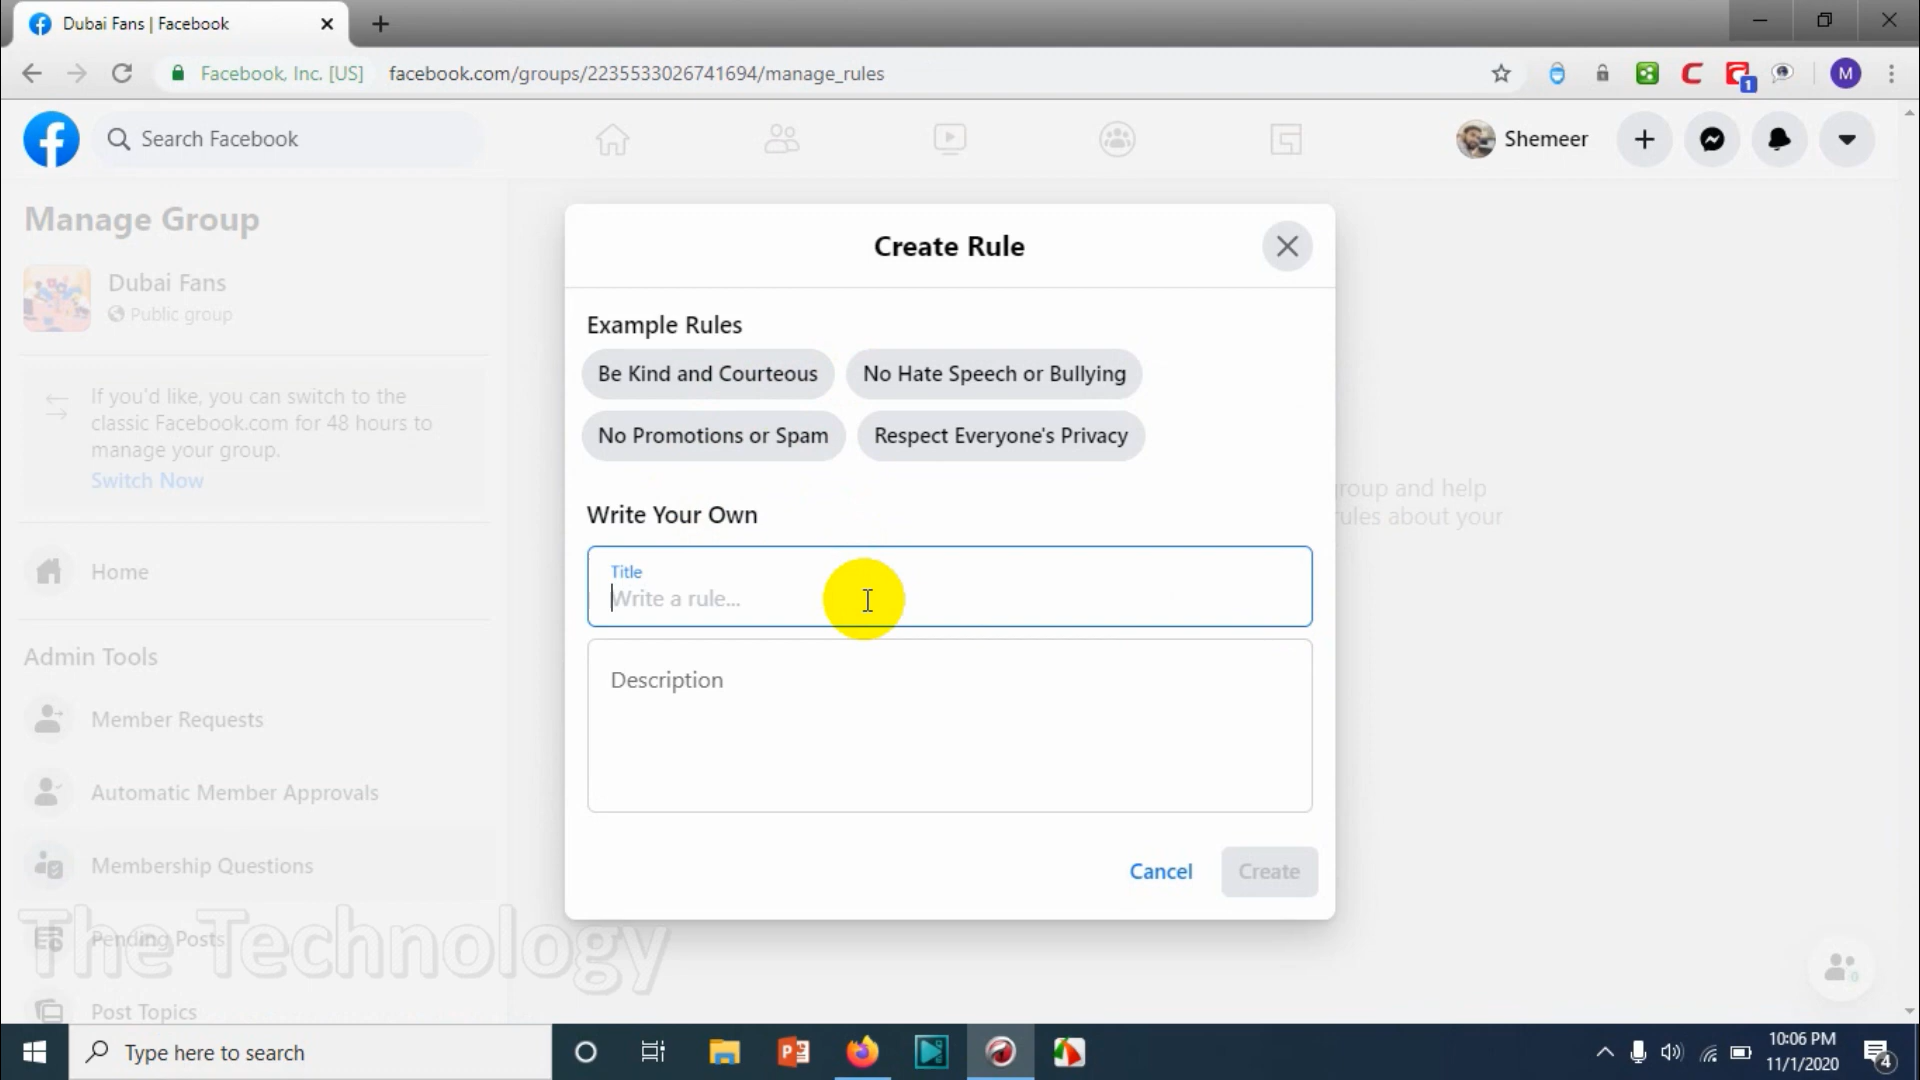 Dubai Fans | Facebook
Facebook, Inc. [US]
facebook.com/groups/2235533026741694/manage_rules
1
M
Search Facebook
Shemeer
Manage Group
Dubai Fans
Public group
If you'd like, you can switch to the
classic Facebook.com for 48 hours to
manage your group.
Switch Now
Home
Admin Tools
Member Requests
Automatic Member Approvals
Membership Questions
Pending Posts
Post Topics
The Technology
Create Rule
Example Rules
Be Kind and Courteous
No Hate Speech or Bullying
No Promotions or Spam
Respect Everyone's Privacy
Write Your Own
Title
Write a rule...
Description
Cancel
Create
roup and help
ules about your
0
Type here to search
10:06 PM
11/1/2020
4